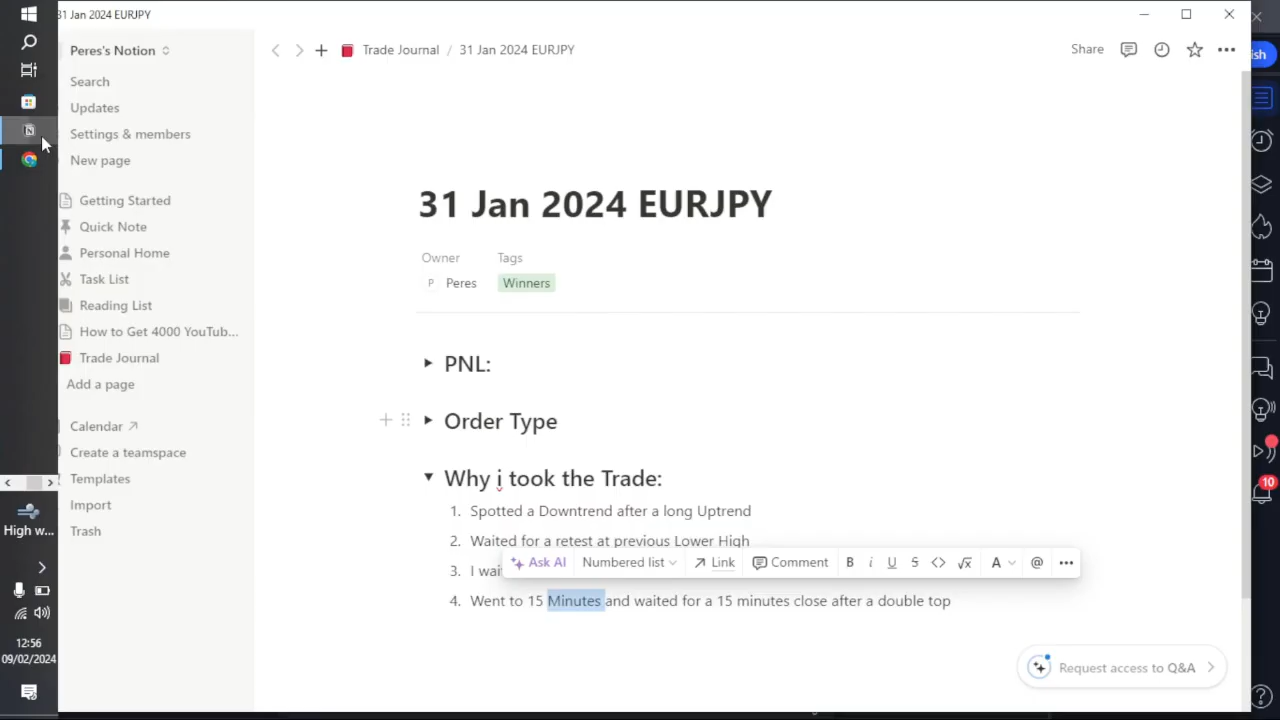 31 Jan 2024 EURJPY
Peres's Notion
Trade Journal / 31 Jan 2024 EURJPY
Share
Search
Updates
Settings & members
New page
Getting Started
Quick Note
Personal Home
Task List
Reading List
How to Get 4000 YouTub...
Trade Journal
Add a page
Calendar
Create a teamspace
Templates
Import
Trash
31 Jan 2024 EURJPY
Owner Tags
P Peres Winners
PNL:
Order Type
Why i took the Trade:
1. Spotted a Downtrend after a long Uptrend
2. Waited for a retest at previous Lower High
Ask AI Numbered list Link Comment B i U S <> √x A @ •••
3. I wai
4. Went to 15 Minutes and waited for a 15 minutes close after a double top
Request access to Q&A
High w...
12:56
09/02/2024
ish
10